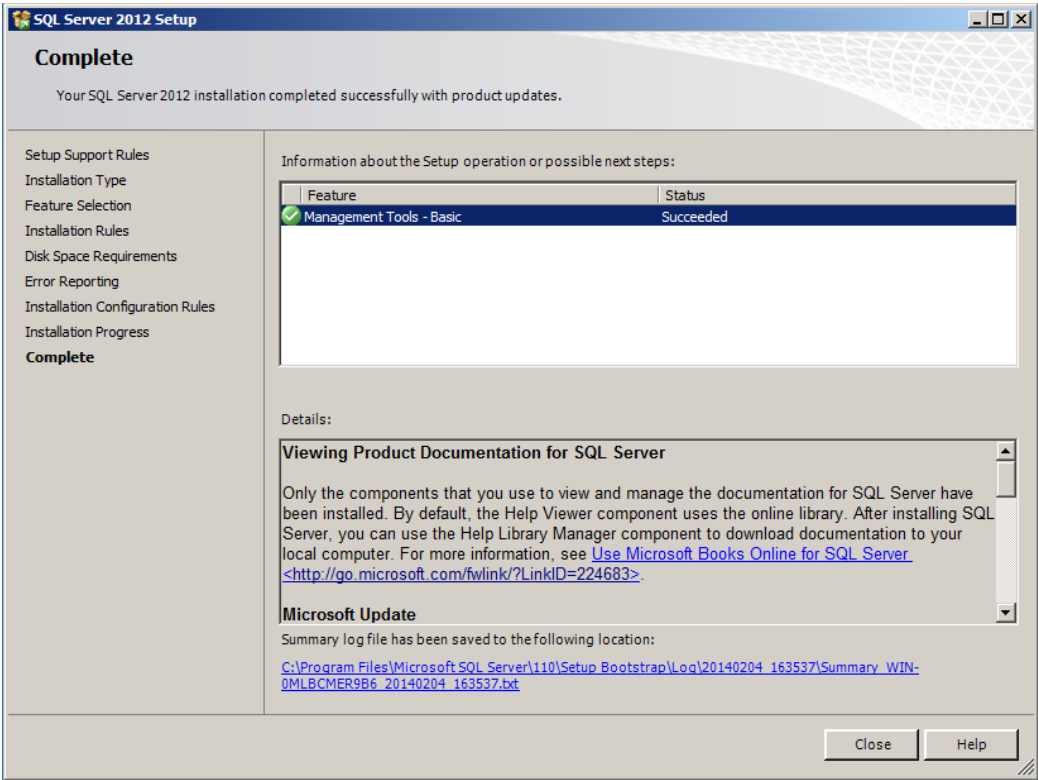 SQL Server 2012 Setup
Complete
Your SQL Server 2012 installation completed successfully with product updates.
Setup Support Rules
Installation Type
Feature Selection
Installation Rules
Disk Space Requirements
Error Reporting
Installation Configuration Rules
Installation Progress
Complete
Information about the Setup operation or possible next steps:
Feature Status
Management Tools - Basic Succeeded
Details:
Viewing Product Documentation for SQL Server
Only the components that you use to view and manage the documentation for SQL Server have
been installed. By default, the Help Viewer component uses the online library. After installing SQL
Server, you can use the Help Library Manager component to download documentation to your
local computer. For more information, see Use Microsoft Books Online for SQL Server
<http://go.microsoft.com/fwlink/?LinkID=224683>.
Microsoft Update
Summary log file has been saved to the following location:
C:\Program Files\Microsoft SQL Server\110\Setup Bootstrap\Log\20140204_163537\Summary_WIN-
0MLBCMER9B6_20140204_163537.txt
Close Help